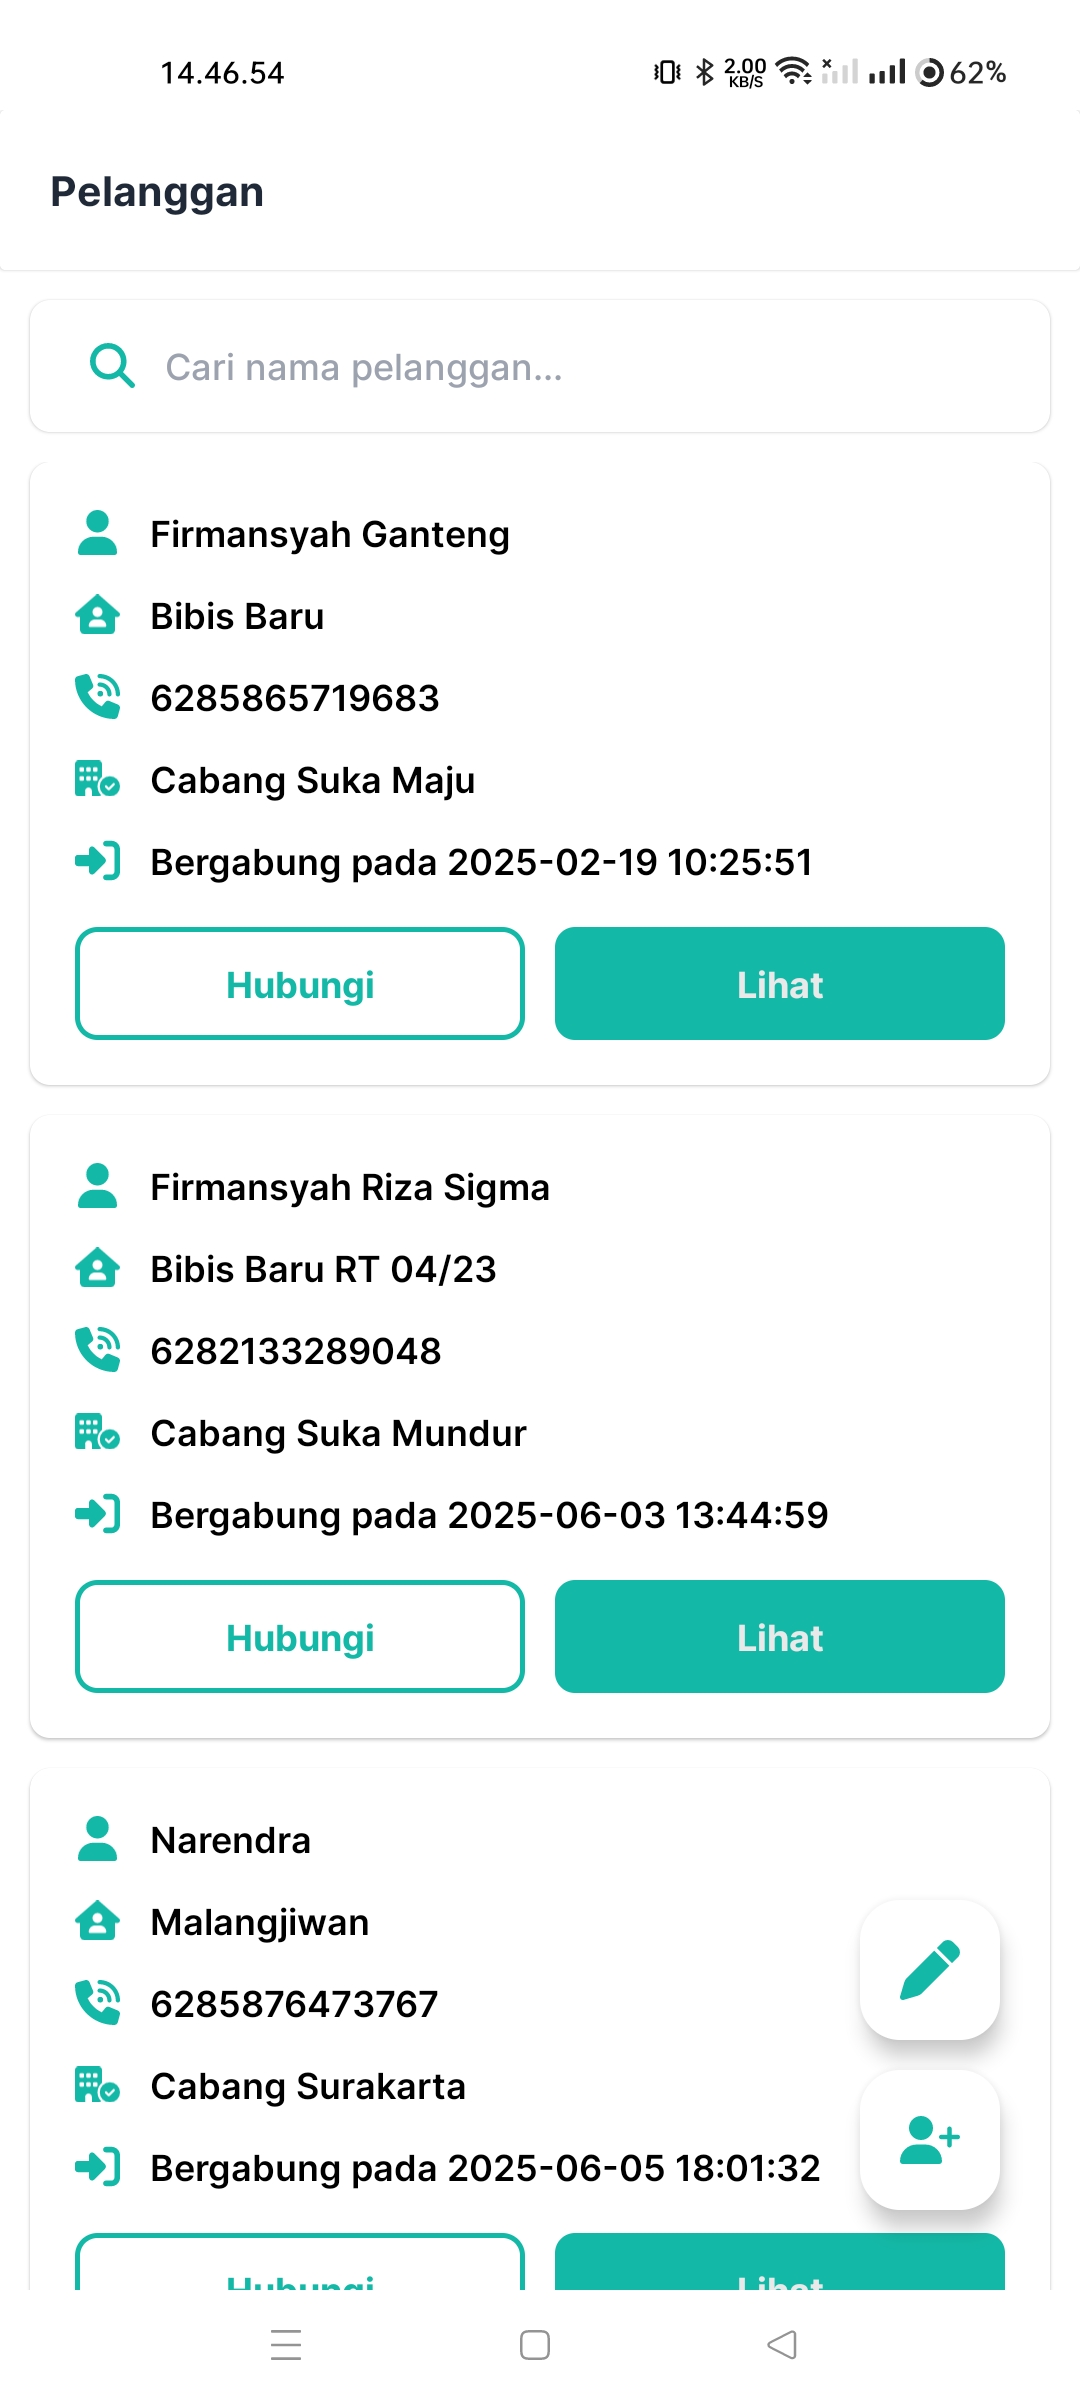 14.46.54
2.00 KB/S
62%
Pelanggan
Cari nama pelanggan...
Firmansyah Ganteng
Bibis Baru
6285865719683
Cabang Suka Maju
Bergabung pada 2025-02-19 10:25:51
Hubungi
Lihat
Firmansyah Riza Sigma
Bibis Baru RT 04/23
6282133289048
Cabang Suka Mundur
Bergabung pada 2025-06-03 13:44:59
Hubungi
Lihat
Narendra
Malangjiwan
6285876473767
Cabang Surakarta
Bergabung pada 2025-06-05 18:01:32
Hubungi
Lihat